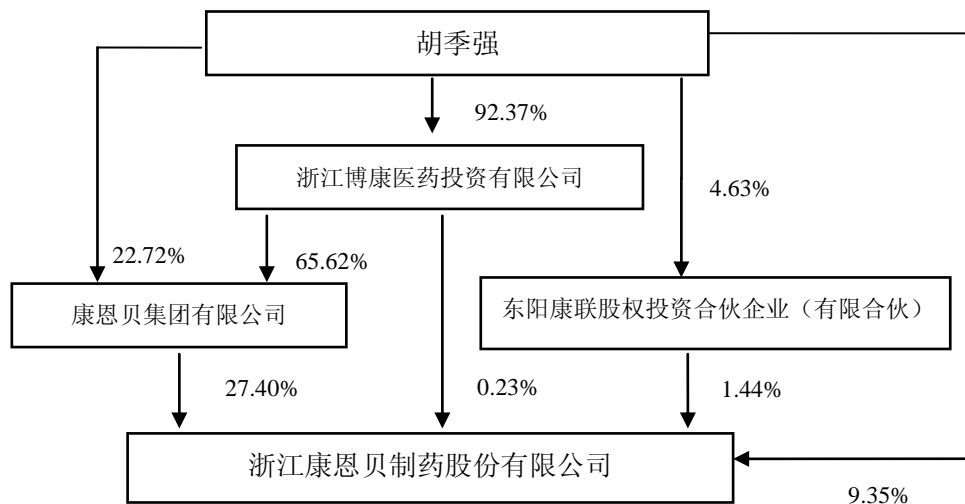 胡季强
92.37%
浙江博康医药投资有限公司
4.63%
22.72%
65.62%
康恩贝集团有限公司
东阳康联股权投资合伙企业（有限合伙）
27.40%
0.23%
1.44%
浙江康恩贝制药股份有限公司
9.35%